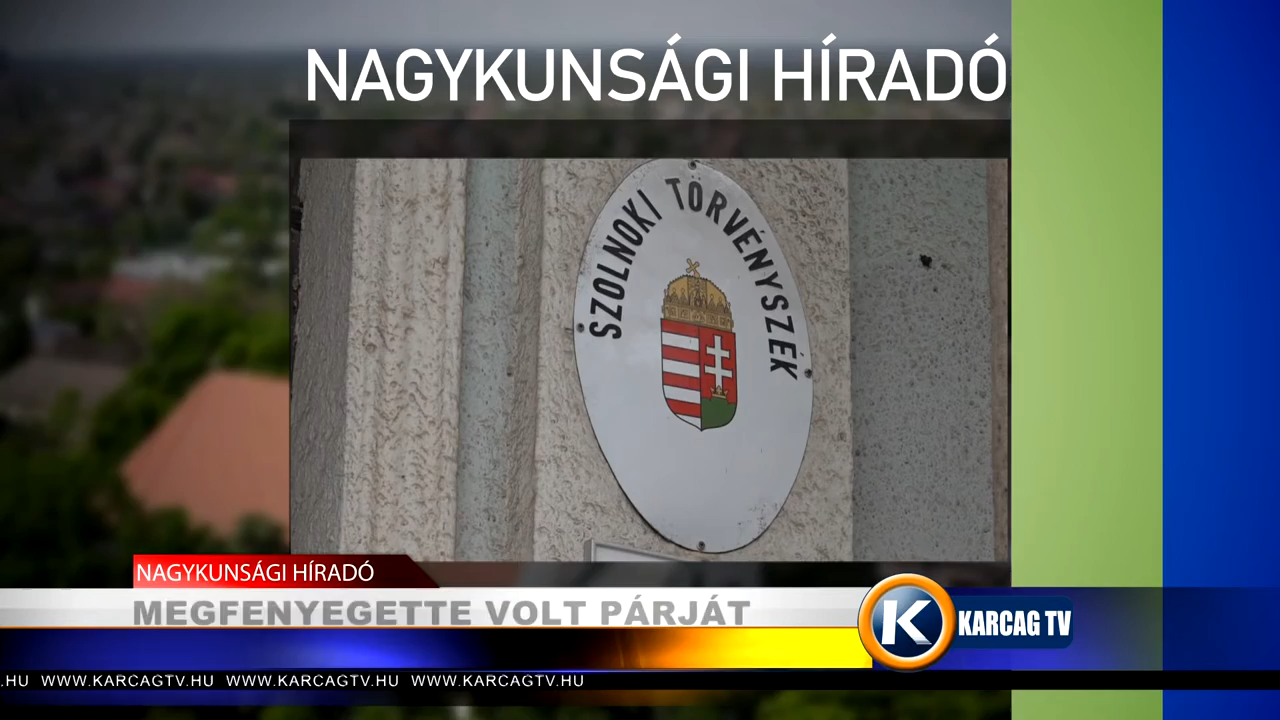 NAGYKUNSÁGI HÍRADÓ
SZOLNOKI TÖRVÉNYSZÉK
NAGYKUNSÁGI HÍRADÓ
MEGFENYEGETTE VOLT PÁRJÁT
K KARCAG TV
.HU WWW.KARCAGTV.HU WWW.KARCAGTV.HU WWW.KARCAGTV.HU